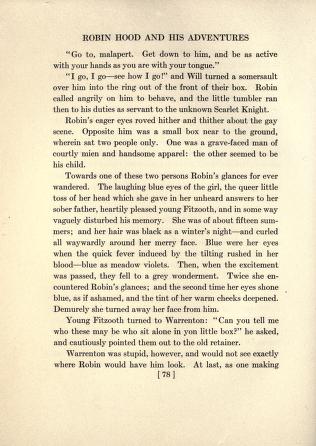 ROBIN HOOD AND HIS ADVENTURES
"Go to, malapert. Get down to him, and be as active
with your hands as you are with your tongue."
"I go, I go—see how I go!" and Will turned a somersault
over him into the ring out of the front of their box. Robin
called angrily on him to behave, and the little tumbler ran
then to his duties as servant to the unknown Scarlet Knight.
Robin's eager eyes roved hither and thither about the gay
scene. Opposite him was a small box near to the ground,
wherein sat two people only. One was a grave-faced man of
courtly mien and handsome apparel: the other seemed to be
his child.
Towards one of these two persons Robin's glances for ever
wandered. The laughing blue eyes of the girl, the queer little
toss of her head which she gave in her unheard answers to her
sober father, heartily pleased young Fitzooth, and in some way
vaguely disturbed his memory. She was of about fifteen sum-
mers; and her hair was black as a winter's night—and curled
all waywardly around her merry face. Blue were her eyes
when the quick fever induced by the tilting rushed in her
blood—blue as meadow violets. Then, when the excitement
was passed, they fell to a grey wonderment. Twice she en-
countered Robin's glances; and the second time her eyes shone
blue, as if ashamed, and the tint of her warm cheeks deepened.
Demurely she turned away her face from him.
Young Fitzooth turned to Warrenton: "Can you tell me
who these may be who sit alone in yon little box?" he asked,
and cautiously pointed them out to the old retainer.
Warrenton was stupid, however, and would not see exactly
where Robin would have him look. At last, as one making
[ 78 ]